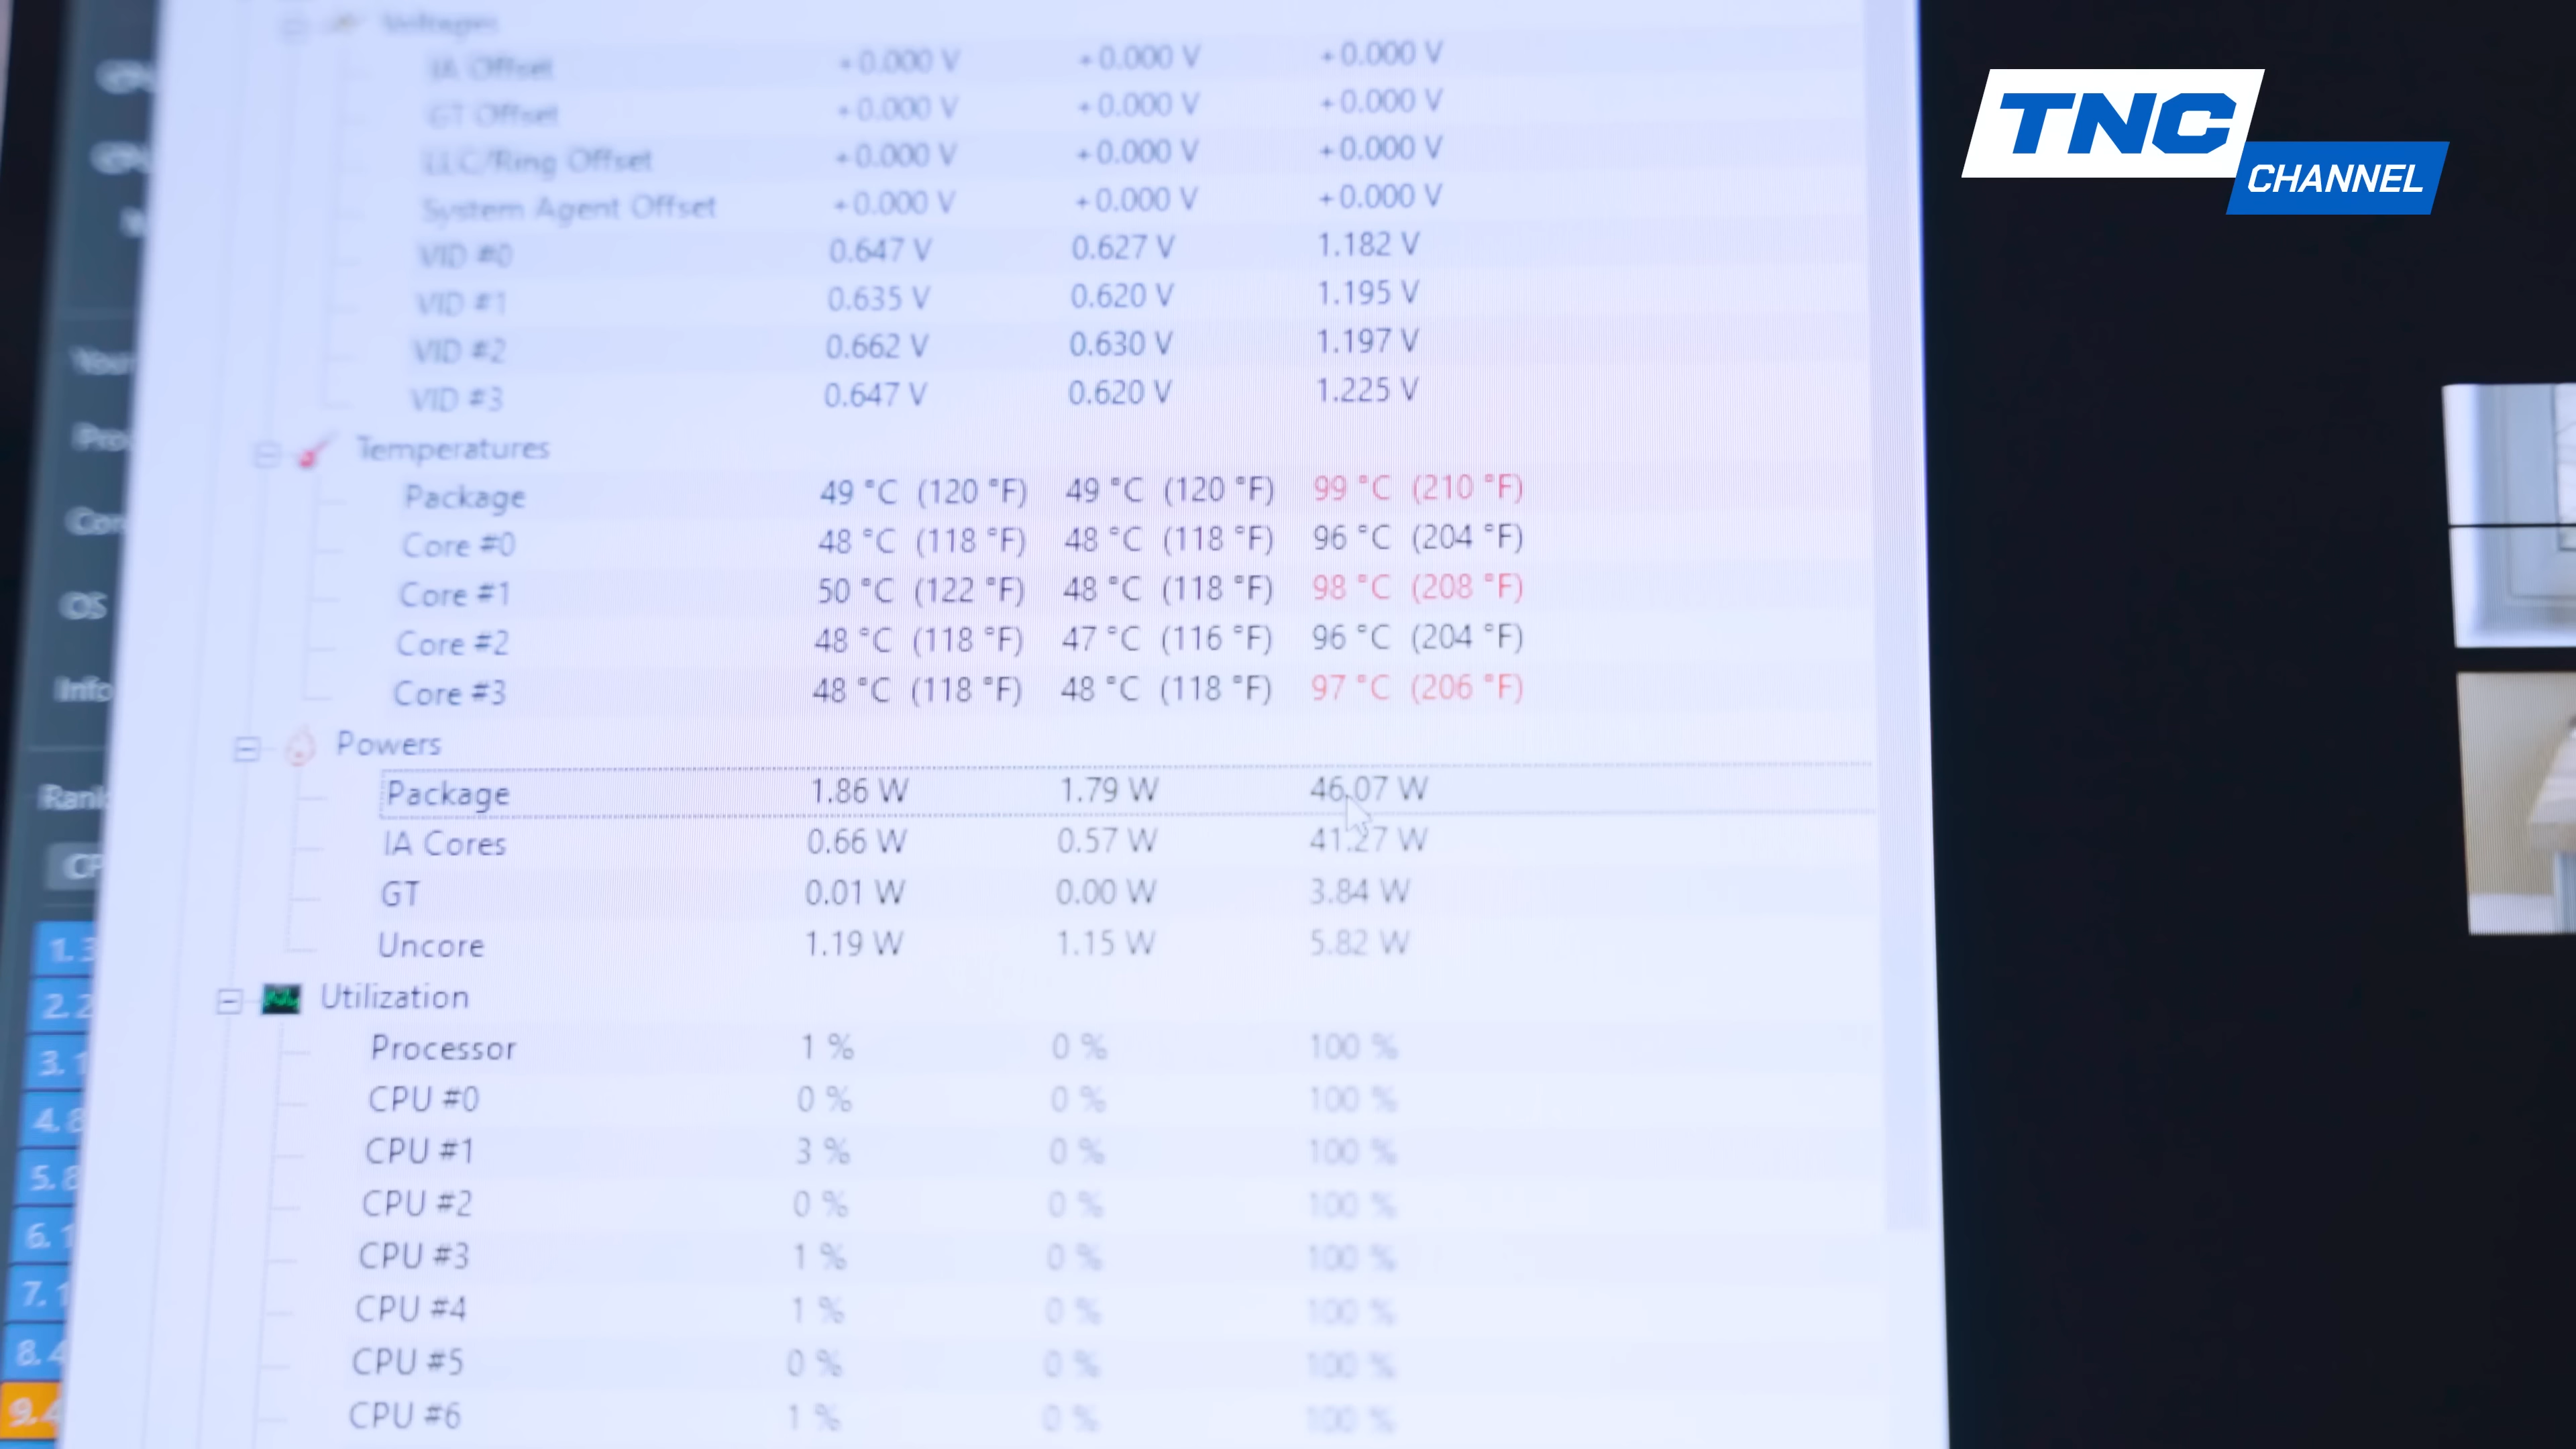 TNC
CHANNEL
Voltages
IA Offset +0.000 V +0.000 V +0.000 V
GT Offset +0.000 V +0.000 V +0.000 V
LLC/Ring Offset +0.000 V +0.000 V +0.000 V
System Agent Offset +0.000 V +0.000 V +0.000 V
VID #0 0.647 V 0.627 V 1.182 V
VID #1 0.635 V 0.620 V 1.195 V
VID #2 0.662 V 0.630 V 1.197 V
VID #3 0.647 V 0.620 V 1.225 V
Temperatures
Package 49 °C (120 °F) 49 °C (120 °F) 99 °C (210 °F)
Core #0 48 °C (118 °F) 48 °C (118 °F) 96 °C (204 °F)
Core #1 50 °C (122 °F) 48 °C (118 °F) 98 °C (208 °F)
Core #2 48 °C (118 °F) 47 °C (116 °F) 96 °C (204 °F)
Core #3 48 °C (118 °F) 48 °C (118 °F) 97 °C (206 °F)
Powers
Package 1.86 W 1.79 W 46.07 W
IA Cores 0.66 W 0.57 W 41.27 W
GT 0.01 W 0.00 W 3.84 W
Uncore 1.19 W 1.15 W 5.82 W
Utilization
Processor 1 % 0 % 100 %
CPU #0 0 % 0 % 100 %
CPU #1 3 % 0 % 100 %
CPU #2 0 % 0 % 100 %
CPU #3 1 % 0 % 100 %
CPU #4 1 % 0 % 100 %
CPU #5 0 % 0 % 100 %
CPU #6 1 % 0 % 100 %
OS
Info